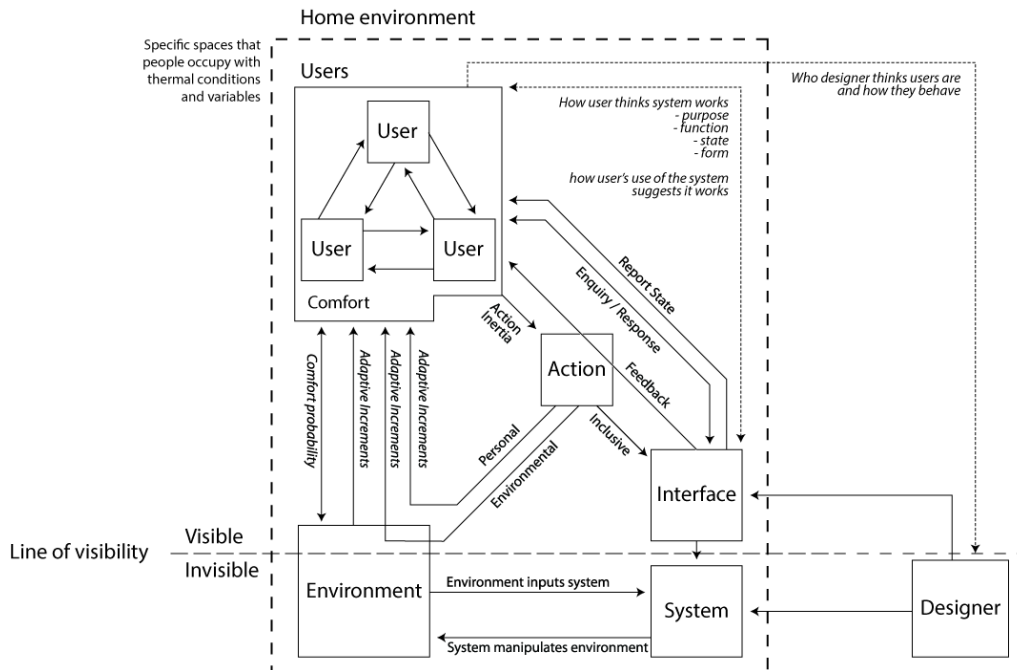 Home environment
Specific spaces that
people occupy with
thermal conditions
and variables
Users
Who designer thinks users are
and how they behave
How user thinks system works
- purpose
- function
- state
- form
how user's use of the system
suggests it works
User
User
User
Comfort
Report State
Enquiry / Response
Action
Inertia
Action
Feedback
Comfort probability
Adaptive Increments
Adaptive Increments
Adaptive Increments
Personal
Environmental
Inclusive
Interface
Visible
Line of visibility
Invisible
Environment
Environment inputs system
System
Designer
System manipulates environment